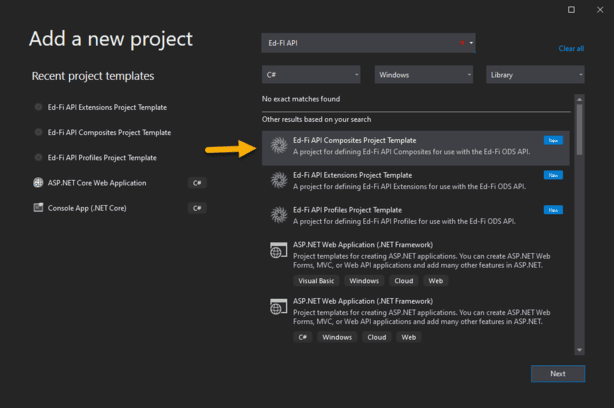 Add a new project
Recent project templates
Ed-Fi API Extensions Project Template
Ed-Fi API Composites Project Template
Ed-Fi API Profiles Project Template
ASP.NET Core Web Application C#
Console App (.NET Core) C#
Ed-Fi API
Clear all
C# Windows Library
No exact matches found
Other results based on your search
Ed-Fi API Composites Project Template New
A project for defining Ed-Fi API Composites for use with the Ed-Fi ODS API.
Ed-Fi API Extensions Project Template New
A project for defining Ed-Fi API Extensions for use with the Ed-Fi ODS API.
Ed-Fi API Profiles Project Template New
A project for defining Ed-Fi API Profiles for use with the Ed-Fi ODS API.
ASP.NET Web Application (.NET Framework)
Project templates for creating ASP.NET applications. You can create ASP.NET Web
Forms, MVC, or Web API applications and add many other features in ASP.NET.
Visual Basic Windows Cloud Web
ASP.NET Web Application (.NET Framework)
Project templates for creating ASP.NET applications. You can create ASP.NET Web
Forms, MVC, or Web API applications and add many other features in ASP.NET.
C# Windows Cloud Web
Next